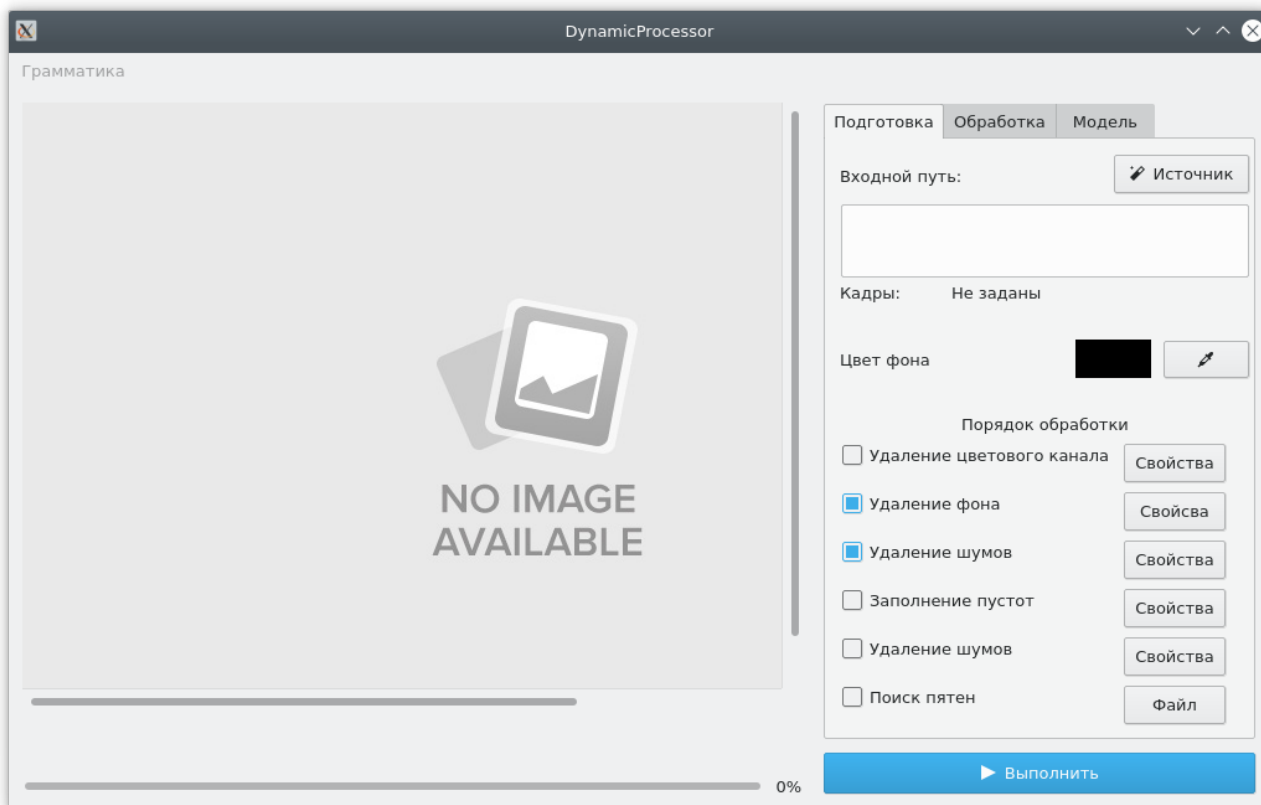 DynamicProcessor
Грамматика
NO IMAGE
AVAILABLE
0%
Подготовка Обработка Модель
Входной путь: Источник
Кадры: Не заданы
Цвет фона
Порядок обработки
Удаление цветового канала Свойства
Удаление фона Свойсва
Удаление шумов Свойства
Заполнение пустот Свойства
Удаление шумов Свойства
Поиск пятен Файл
Выполнить